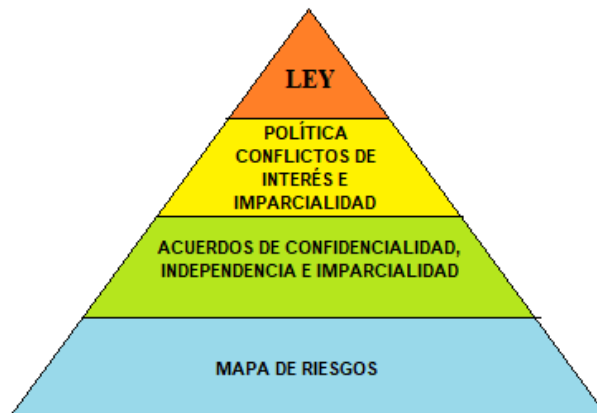 LEY
POLÍTICA
CONFLICTOS DE
INTERÉS E
IMPARCIALIDAD
ACUERDOS DE CONFIDENCIALIDAD,
INDEPENDENCIA E IMPARCIALIDAD
MAPA DE RIESGOS